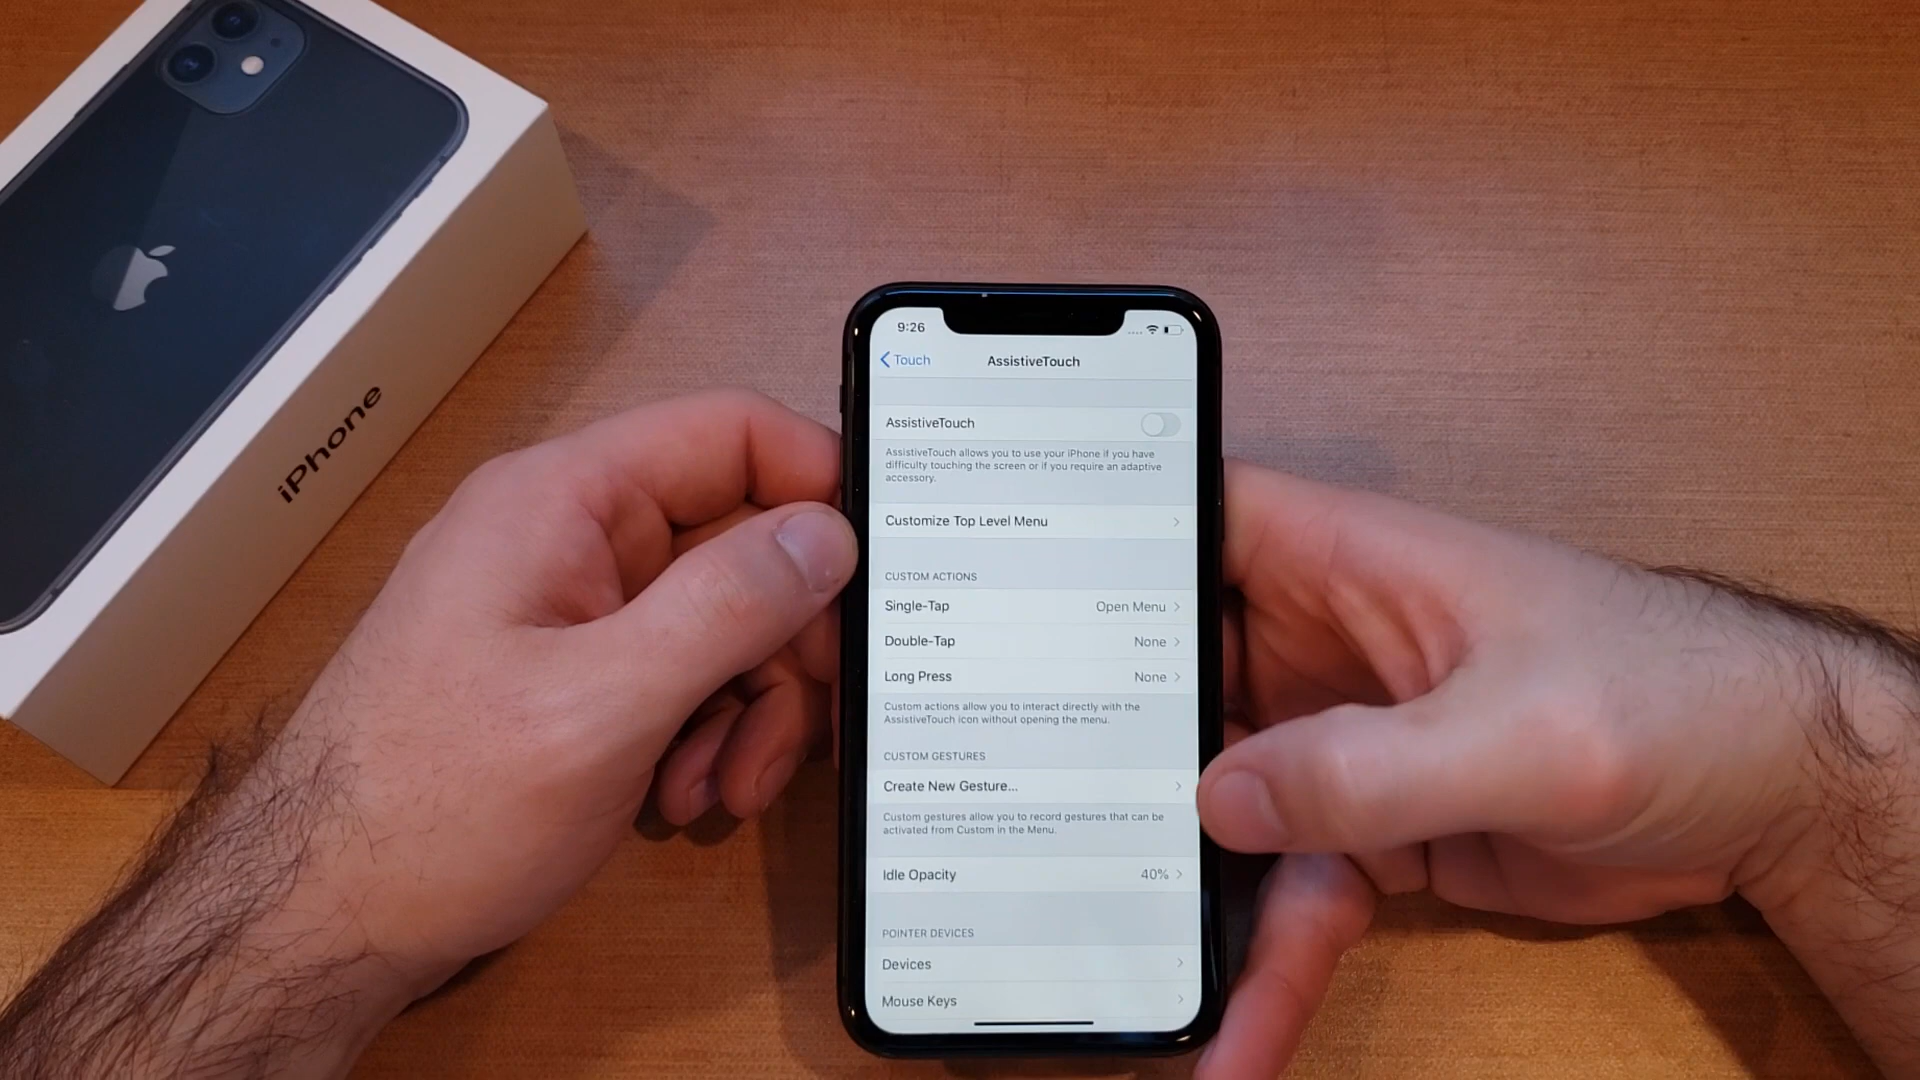 iPhone
9:26
Touch
AssistiveTouch
AssistiveTouch
AssistiveTouch allows you to use your iPhone if you have
difficulty touching the screen or if you require an adaptive
accessory.
Customize Top Level Menu
CUSTOM ACTIONS
Single-Tap Open Menu
Double-Tap None
Long Press None
Custom actions allow you to interact directly with the
AssistiveTouch icon without opening the menu.
CUSTOM GESTURES
Create New Gesture...
Custom gestures allow you to record gestures that can be
activated from Custom in the Menu.
Idle Opacity 40%
POINTER DEVICES
Devices
Mouse Keys